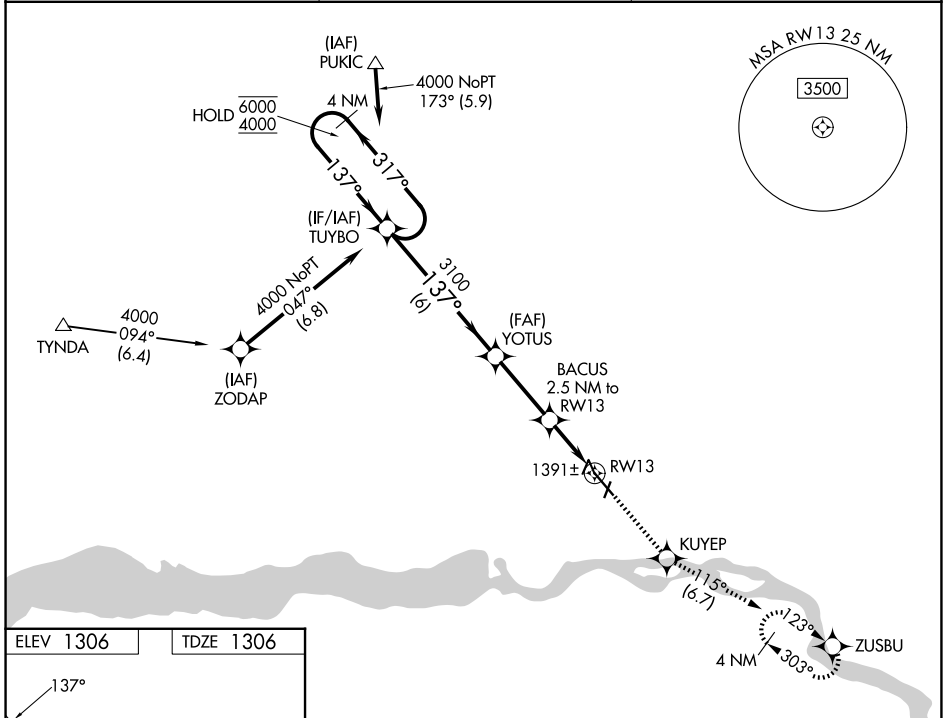 (IAF)
PUKIC
4000 NoPT
173° (5.9)
MSA RW13 25 NM
3500
HOLD
6000
4000
4 NM
317°
137°
(IF/IAF)
TUYBO
4000 NoPT
047°
(6.8)
3100
137°
(6)
4000
094°
(6.4)
TYNDA
(IAF)
ZODAP
(FAF)
YOTUS
BACUS
2.5 NM to
RW13
1391±
RW13
KUYEP
115°
(6.7)
123°
ZUSBU
4 NM
303°
ELEV 1306
TDZE 1306
137°